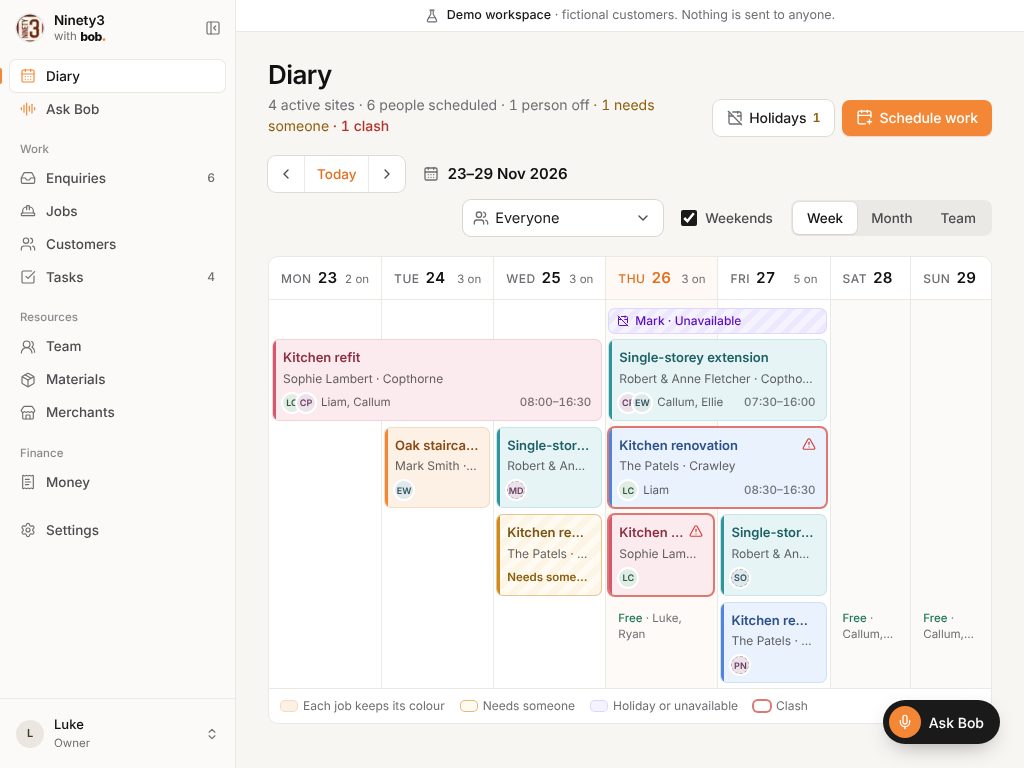 Ninety3
with bob.
Demo workspace · fictional customers. Nothing is sent to anyone.
Diary
Ask Bob
Work
Enquiries 6
Jobs
Customers
Tasks 4
Resources
Team
Materials
Merchants
Finance
Money
Settings
L
Luke
Owner
Diary
4 active sites · 6 people scheduled · 1 person off · 1 needs
someone · 1 clash
Holidays 1
Schedule work
Today
23–29 Nov 2026
Everyone
Weekends
Week Month Team
MON 23 2 on
TUE 24 3 on
WED 25 3 on
THU 26 3 on
FRI 27 5 on
SAT 28
SUN 29
Mark · Unavailable
Kitchen refit
Sophie Lambert · Copthorne
LC CP Liam, Callum 08:00–16:30
Single-storey extension
Robert & Anne Fletcher · Coptho...
EW Callum, Ellie 07:30–16:00
Oak stairca...
Mark Smith ·...
EW
Single-stor...
Robert & An...
MD
Kitchen renovation
The Patels · Crawley
LC Liam 08:30–16:30
Kitchen re...
The Patels · ...
Needs some...
Kitchen ...
Sophie Lam...
LC
Single-stor...
Robert & An...
SO
Free · Luke,
Ryan
Kitchen re...
The Patels · ...
PN
Free ·
Callum,...
Free ·
Callum,...
Each job keeps its colour
Needs someone
Holiday or unavailable
Clash
Ask Bob